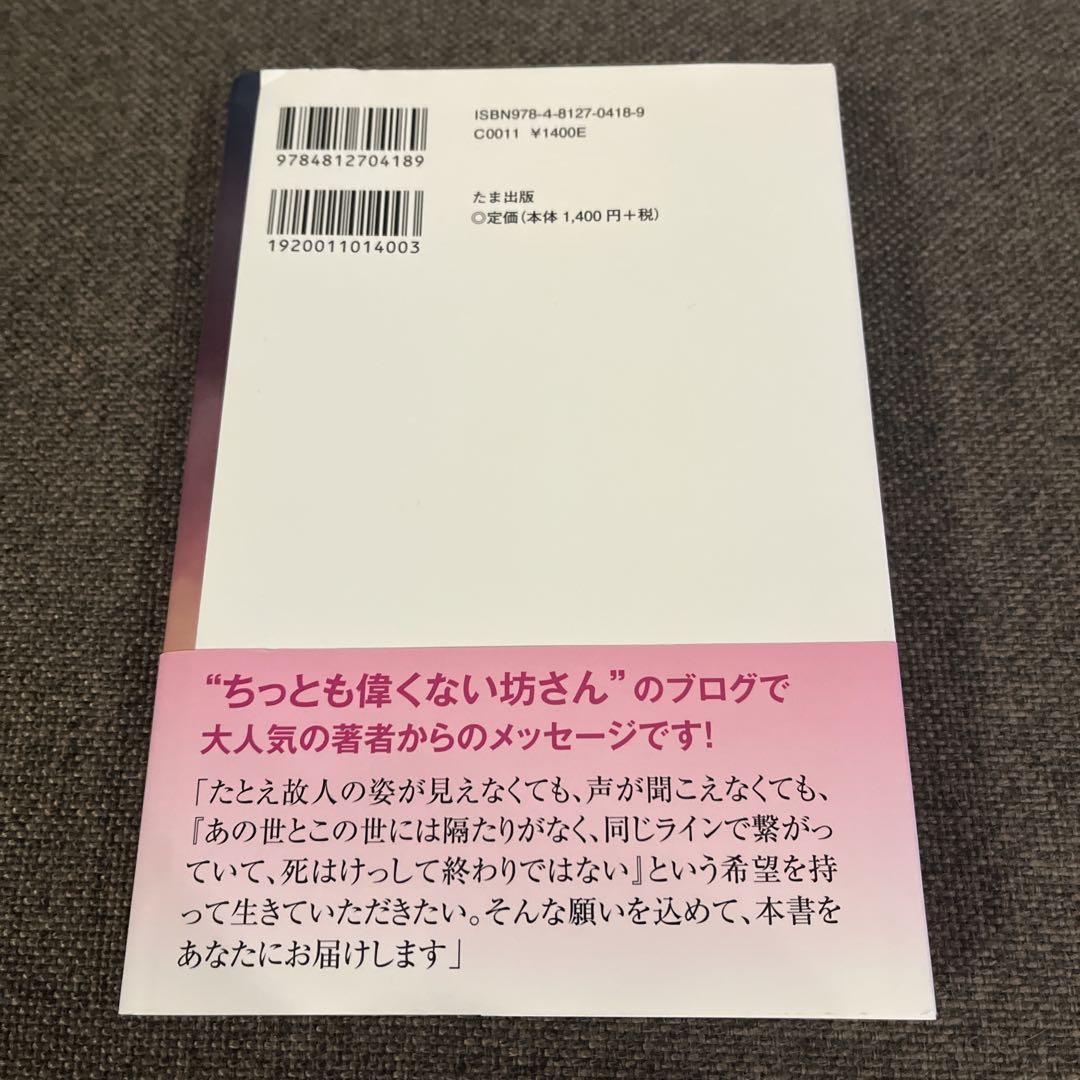 ISBN978-4-8127-0418-9
C0011 ¥1400E
9784812704189
たま出版
◎定価(本体 1,400 円+税)
1920011014003
“ちっとも偉くない坊さん”のブログで
大人気の著者からのメッセージです!
「たとえ故人の姿が見えなくても、声が聞こえなくても、
『あの世とこの世には隔たりがなく、同じラインで繋がっ
ていて、死はけっして終わりではない』という希望を持
って生きていただきたい。そんな願いを込めて、本書を
あなたにお届けします」